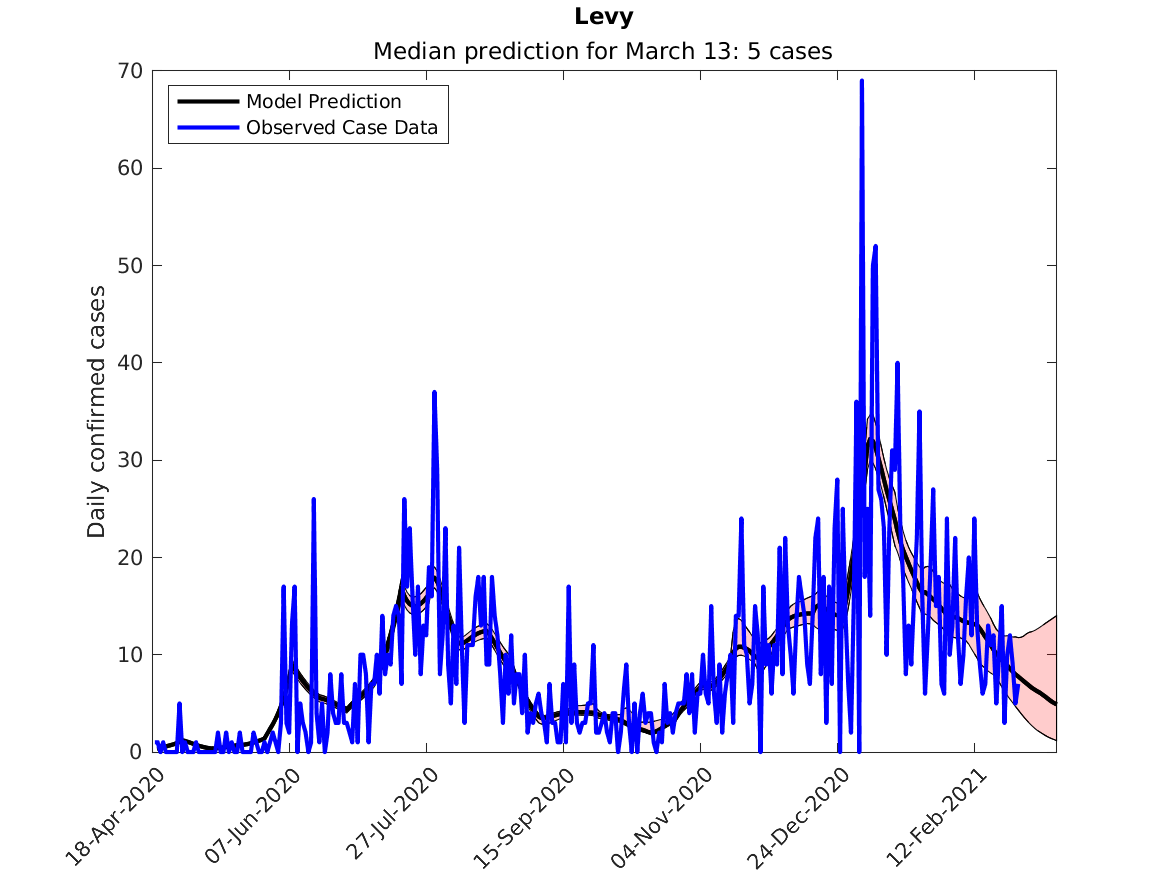 Levy
Median prediction for March 13: 5 cases
Model Prediction
Observed Case Data
Daily confirmed cases
70
60
50
40
30
20
10
0
18-Apr-2020
07-Jun-2020
27-Jul-2020
15-Sep-2020
04-Nov-2020
24-Dec-2020
12-Feb-2021